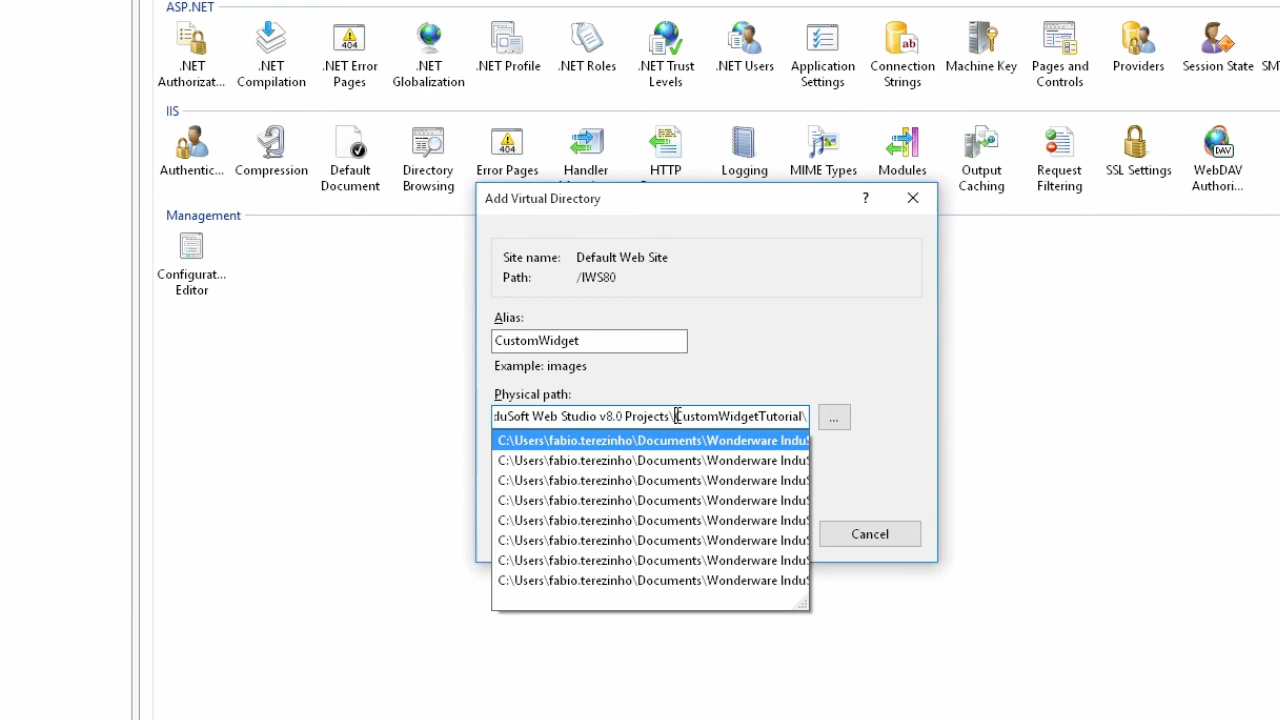 ASP.NET
.NET Authorizat...
.NET Compilation
.NET Error Pages
.NET Globalization
.NET Profile
.NET Roles
.NET Trust Levels
.NET Users
Application Settings
Connection Strings
Machine Key
Pages and Controls
Providers
Session State
IIS
Authentic...
Compression
Default Document
Directory Browsing
Error Pages
Handler
HTTP
Logging
MIME Types
Modules
Output Caching
Request Filtering
SSL Settings
WebDAV Authori...
Management
Configurat... Editor
Add Virtual Directory
?
Site name: Default Web Site
Path: /IWS80
Alias:
CustomWidget
Example: images
Physical path:
duSoft Web Studio v8.0 Projects\CustomWidgetTutorial\
...
C:\Users\fabio.terezinho\Documents\Wonderware Indu
C:\Users\fabio.terezinho\Documents\Wonderware Indu
C:\Users\fabio.terezinho\Documents\Wonderware Indu
C:\Users\fabio.terezinho\Documents\Wonderware Indu
C:\Users\fabio.terezinho\Documents\Wonderware Indu
C:\Users\fabio.terezinho\Documents\Wonderware Indu
C:\Users\fabio.terezinho\Documents\Wonderware Indu
C:\Users\fabio.terezinho\Documents\Wonderware Indu
Cancel